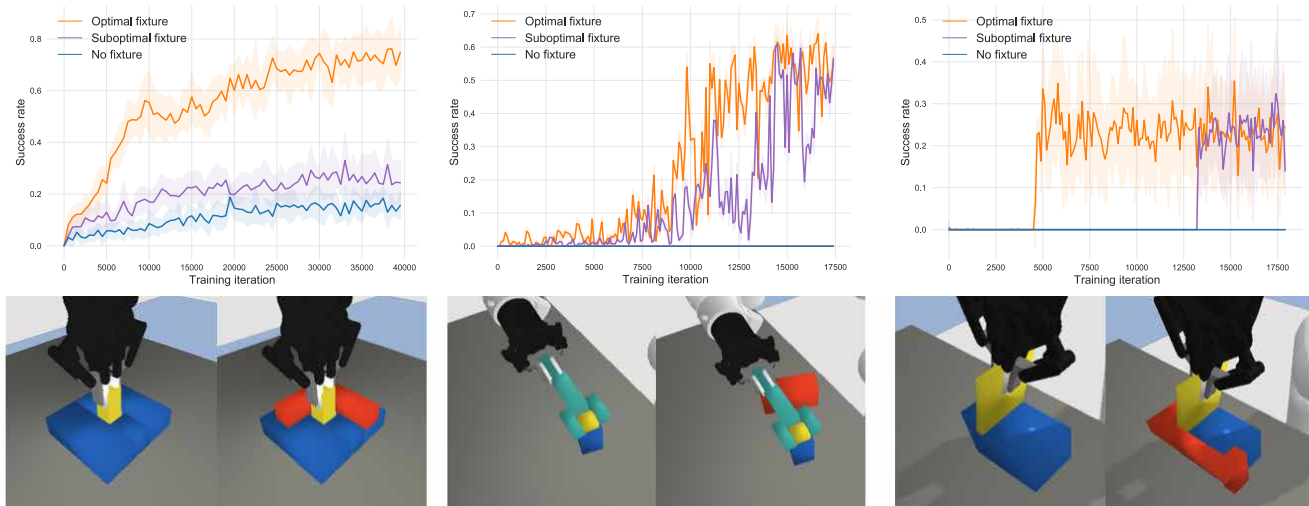 Optimal fixture
Suboptimal fixture
No fixture
Success rate
0.8
0.6
0.4
0.2
0.0
0 5000 10000 15000 20000 25000 30000 35000 40000
Training iteration
Optimal fixture
Suboptimal fixture
No fixture
Success rate
0.7
0.6
0.5
0.4
0.3
0.2
0.1
0.0
0 2500 5000 7500 10000 12500 15000 17500
Training iteration
Optimal fixture
Suboptimal fixture
No fixture
Success rate
0.5
0.4
0.3
0.2
0.1
0.0
0 2500 5000 7500 10000 12500 15000 17500
Training iteration